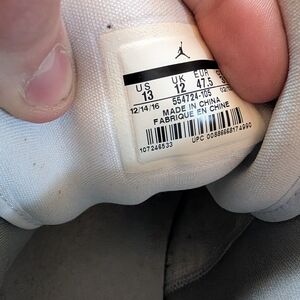 US UK EUR
13 12 47.5
12/14/16
554724-105
MADE IN CHINA
FABRIQUE EN CHINE
107246533
UPC 00886668174990